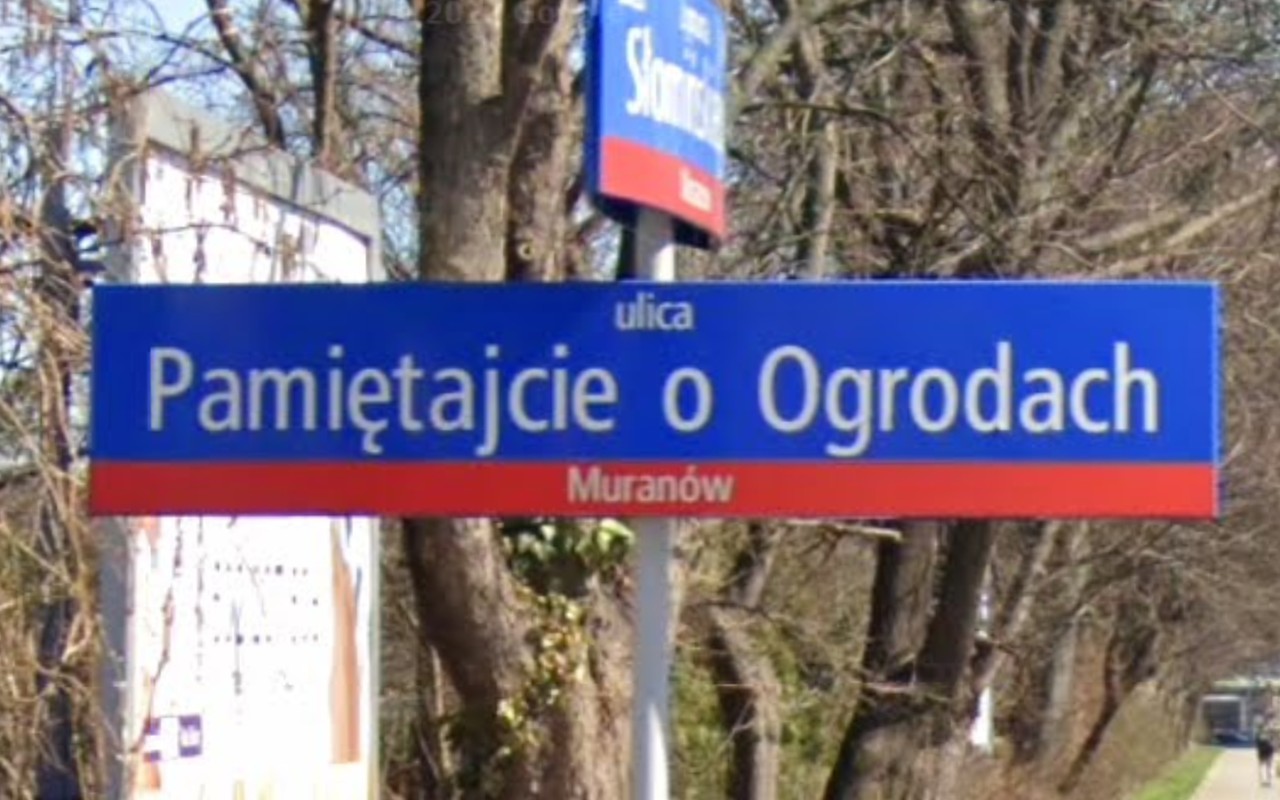 ulica
Pamiętajcie o Ogrodach
Muranów